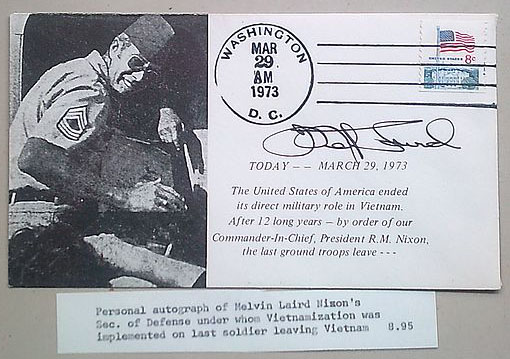 WASHINGTON
MAR
29
AM
1973
D. C.
UNITED STATES 8c
TODAY -- MARCH 29, 1973
The United States of America ended
its direct military role in Vietnam.
After 12 long years – by order of our
Commander-In-Chief, President R.M. Nixon,
the last ground troops leave ---
Personal autograph of Melvin Laird Nixon's
Sec. of Defense under whom Vietnamization was
implemented on last soldier leaving Vietnam 8.95